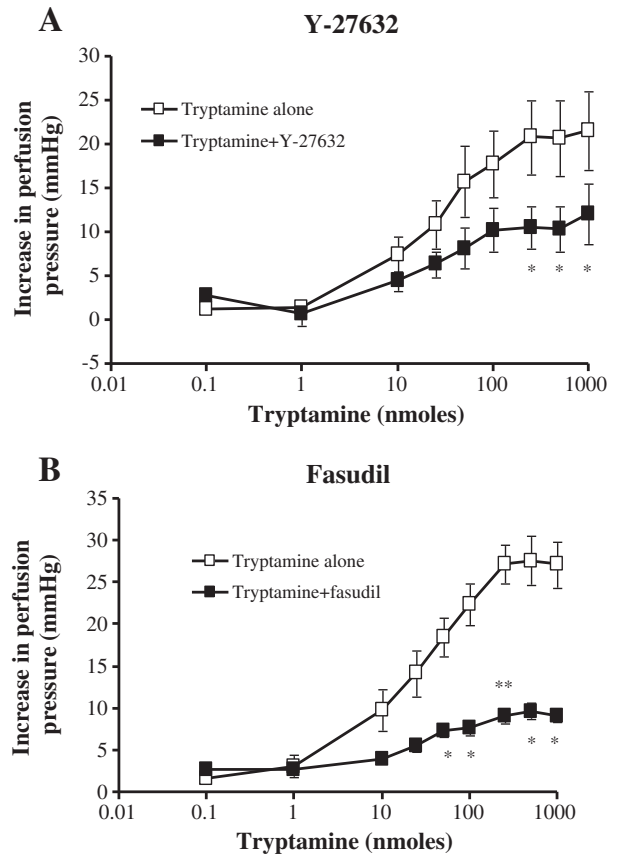 A
Y-27632
30
25
20
15
10
5
0
-5
Increase in perfusion
pressure (mmHg)
Tryptamine alone
Tryptamine+Y-27632
* * *
0.01 0.1 1 10 100 1000
Tryptamine (nmoles)
B
Fasudil
35
30
25
20
15
10
5
0
Increase in perfusion
pressure (mmHg)
Tryptamine alone
Tryptamine+fasudil
**
* * * *
0.01 0.1 1 10 100 1000
Tryptamine (nmoles)